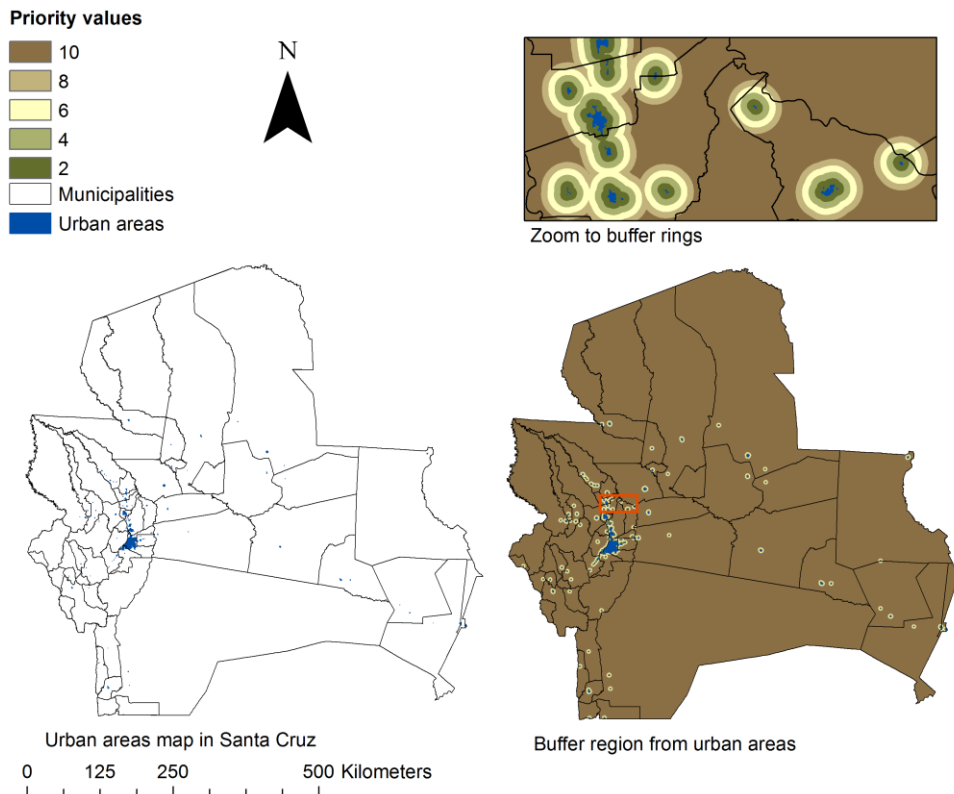 Priority values
10
8
6
4
2
Municipalities
Urban areas
N
Zoom to buffer rings
Urban areas map in Santa Cruz
0 125 250 500 Kilometers
Buffer region from urban areas